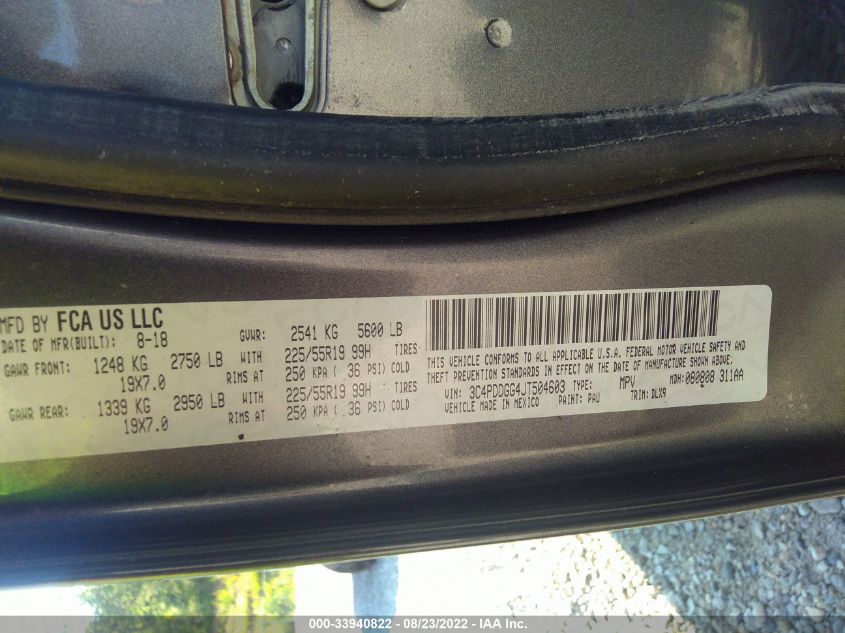 MFD BY FCA US LLC
DATE OF MFR(BUILT): 8-18 GVWR: 2541 KG 5600 LB
GAWR FRONT: 1248 KG 2750 LB WITH 225/55R19 99H TIRES
19X7.0 RIMS AT 250 KPA ( 36 PSI) COLD
GAWR REAR: 1339 KG 2950 LB WITH 225/55R19 99H TIRES
19X7.0 RIMS AT 250 KPA ( 36 PSI) COLD
THIS VEHICLE CONFORMS TO ALL APPLICABLE U.S.A. FEDERAL MOTOR VEHICLE SAFETY AND
THEFT PREVENTION STANDARDS IN EFFECT ON THE DATE OF MANUFACTURE SHOWN ABOVE.
VIN: 3C4PDDGG4JT504603 TYPE: MPV MDH: 080808 311AA
VEHICLE MADE IN MEXICO PAINT: PAU TRIM: DLX9
000-33940822 - 08/23/2022 - IAA Inc.